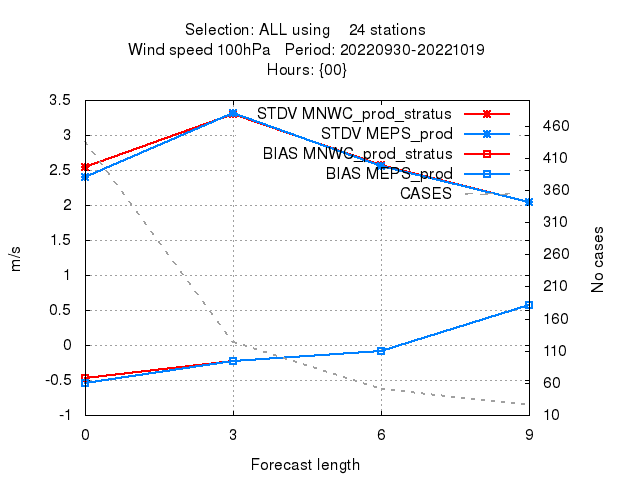 Selection: ALL using 24 stations
Wind speed 100hPa Period: 20220930-20221019
Hours: {00}
3.5
3
2.5
2
1.5
1
0.5
0
-0.5
-1
m/s
STDV MNWC_prod_stratus
STDV MEPS_prod
BIAS MNWC_prod_stratus
BIAS MEPS_prod
CASES
460
410
360
310
260
210
160
110
60
10
No cases
0 3 6 9
Forecast length